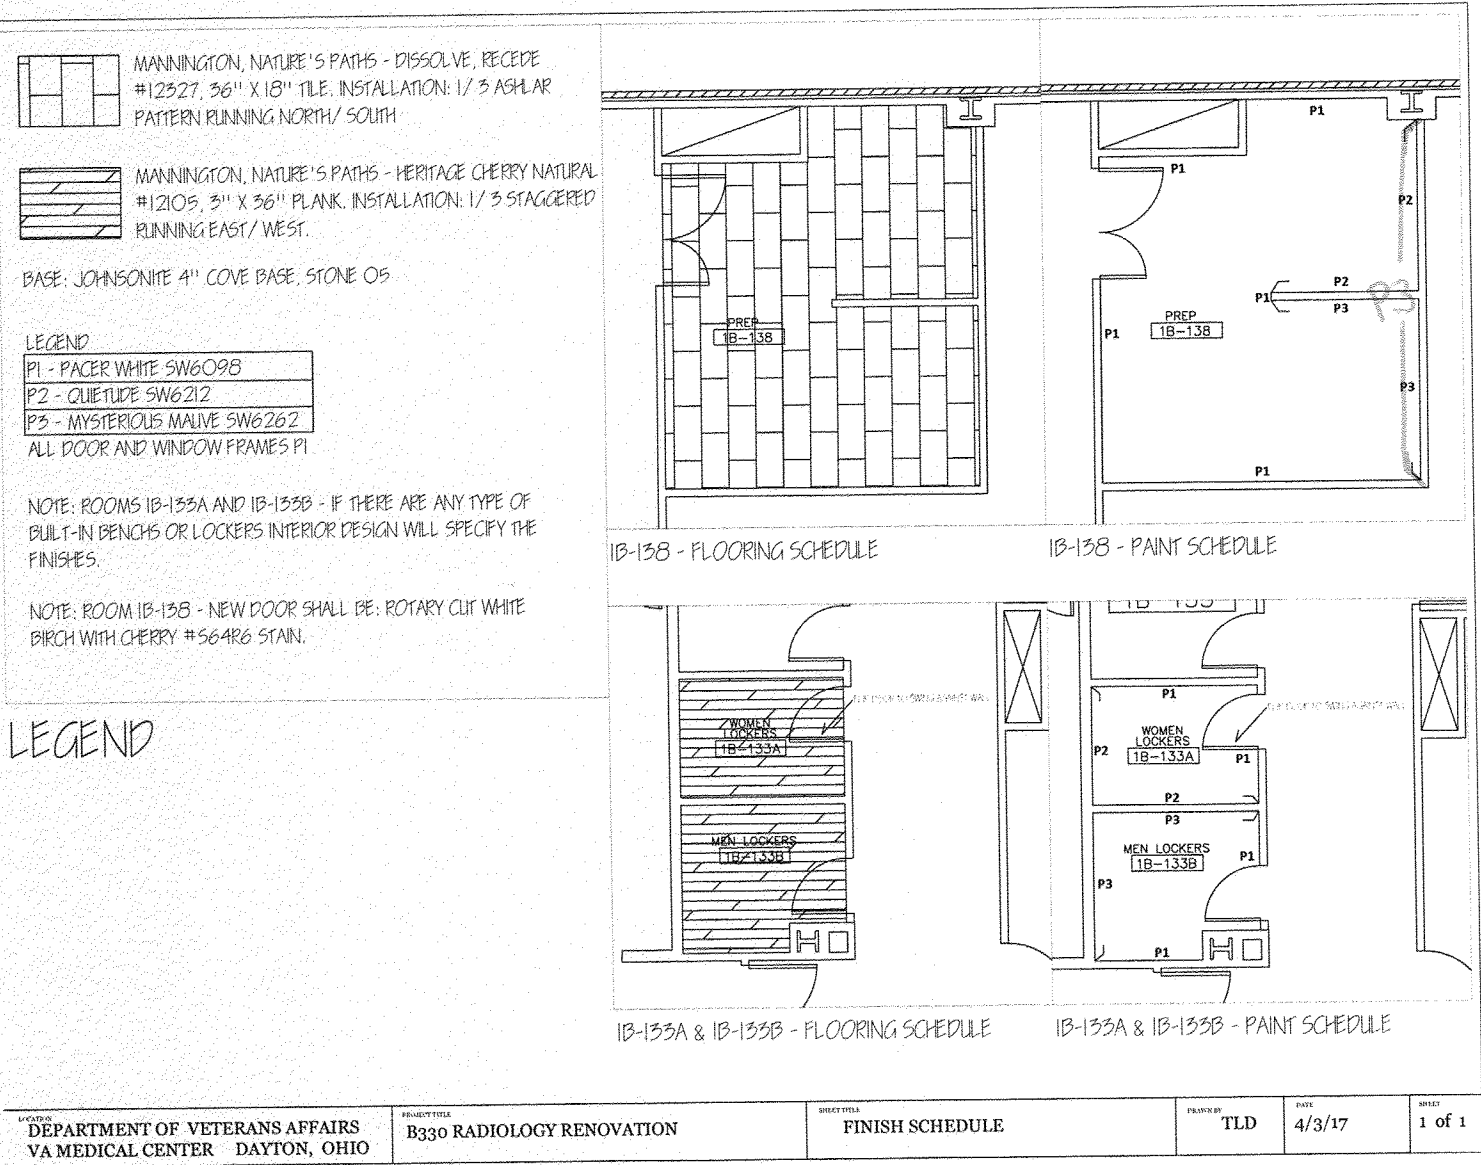 MANNINGTON, NATURE'S PATHS - DISSOLVE, RECEDE
#12327, 36" X 18" TILE. INSTALLATION: 1/3 ASHLAR
PATTERN RUNNING NORTH/ SOUTH
MANNINGTON, NATURE'S PATHS - HERITAGE CHERRY NATURAL
#12105, 3" X 36" PLANK. INSTALLATION: 1/3 STAGGERED
RUNNING EAST/ WEST.
BASE: JOHNSONITE 4" COVE BASE, STONE 05
LEGEND
P1 - PACER WHITE SW6098
P2 - QUIETUDE SW6212
P3 - MYSTERIOUS MAUVE SW6262
ALL DOOR AND WINDOW FRAMES P1
NOTE: ROOMS 1B-133A AND 1B-133B - IF THERE ARE ANY TYPE OF
BUILT-IN BENCHS OR LOCKERS INTERIOR DESIGN WILL SPECIFY THE
FINISHES.
NOTE: ROOM 1B-138 - NEW DOOR SHALL BE: ROTARY CUT WHITE
BIRCH WITH CHERRY #564R6 STAIN.
LEGEND
PREP
1B-138
1B-138 - FLOORING SCHEDULE
P1
P1
P2
P2
P1
P3
P3
PREP
1B-138
P1
P3
P1
1B-138 - PAINT SCHEDULE
WOMEN
LOCKERS
1B-133A
MEN LOCKERS
1B-133B
1B-133A & 1B-133B - FLOORING SCHEDULE
1B-133
P1
WOMEN
LOCKERS
1B-133A
P2
P1
P2
P3
MEN LOCKERS
1B-133B
P1
P3
P1
1B-133A & 1B-133B - PAINT SCHEDULE
LOCATION
DEPARTMENT OF VETERANS AFFAIRS
VA MEDICAL CENTER DAYTON, OHIO
PROJECT TITLE
B330 RADIOLOGY RENOVATION
SHEET TITLE
FINISH SCHEDULE
DRAWN BY
TLD
DATE
4/3/17
SHEET
1 of 1